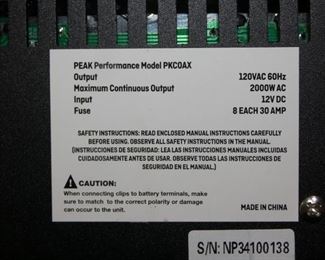 PEAK Performance Model PKC0AX
Output 120VAC 60Hz
Maximum Continuous Output 2000W AC
Input 12V DC
Fuse 8 EACH 30 AMP
SAFETY INSTRUCTIONS: READ ENCLOSED MANUAL INSTRUCTIONS CAREFULLY
BEFORE USING. OBSERVE ALL SAFETY INSTRUCTIONS IN THE MANUAL.
(INSTRUCCIONES DE SEGURIDAD: LEA LAS INSTRUCCIONES MANUALES INCLUIDAS
CUIDADOSAMENTE ANTES DE USAR. OBSERVE TODAS LAS INSTRUCCIONES DE
SEGURIDAD EN EL MANUAL.)
CAUTION:
When connecting clips to battery terminals, make
sure to match to the correct polarity or damage
can occur to the unit.
MADE IN CHINA
S/N: NP34100138